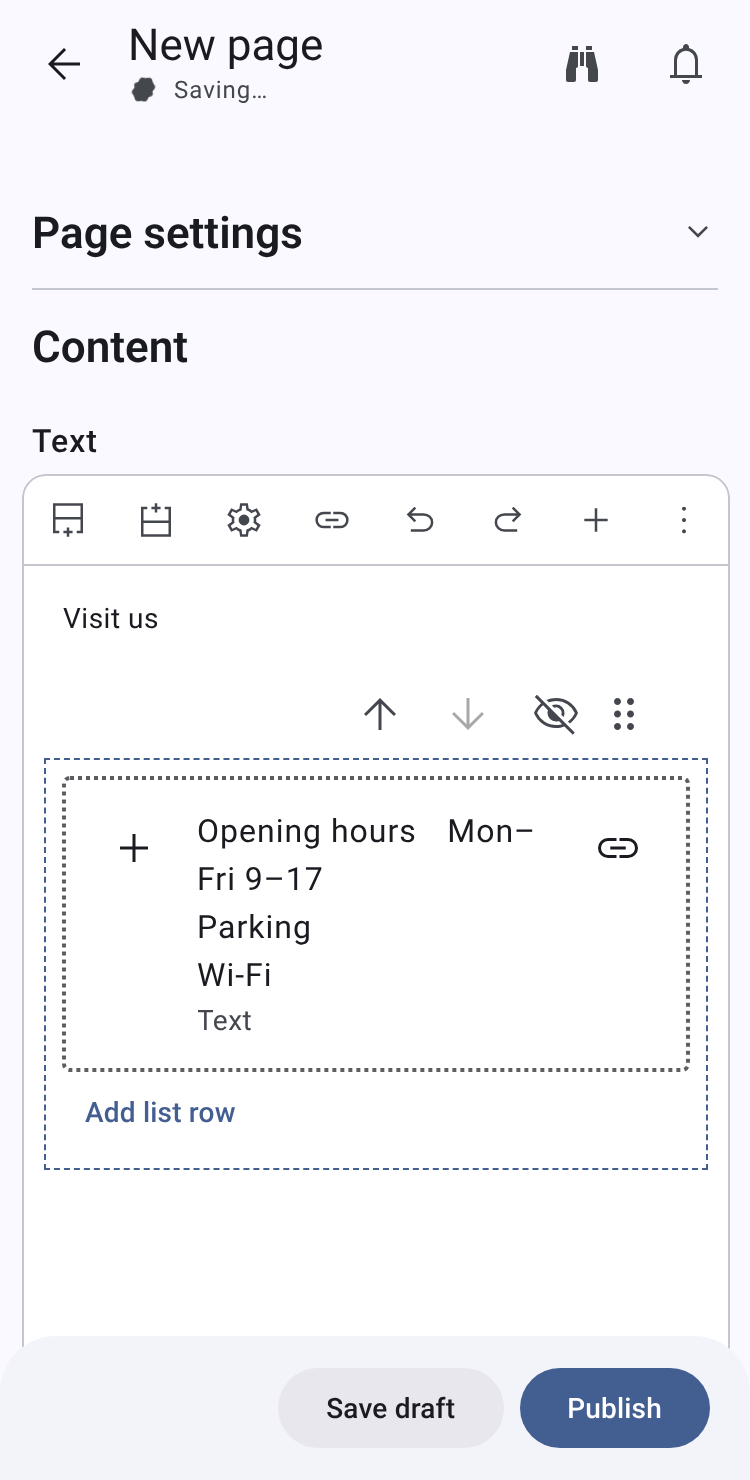 New page
Saving…
Page settings
Content
Text
Visit us
Opening hours   Mon–
Fri 9–17
Parking
Wi-Fi
Text
Add list row
Save draft
Publish